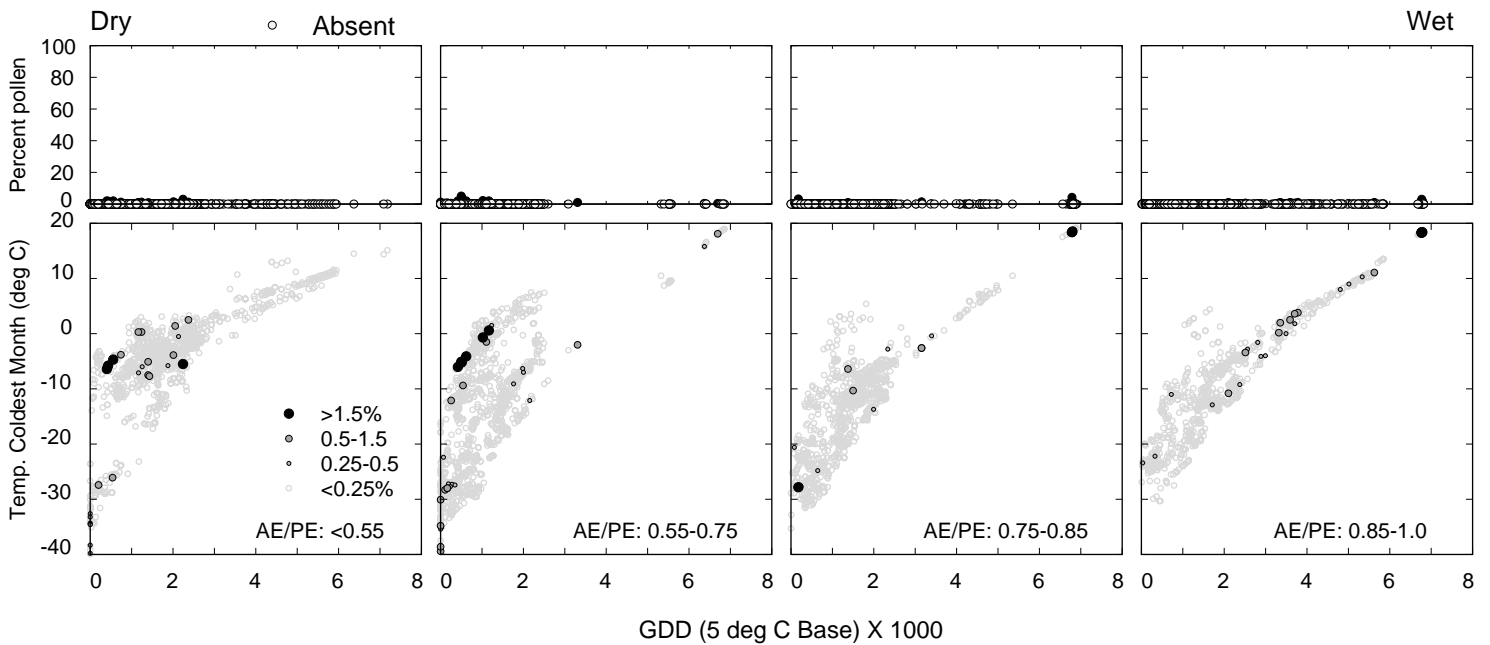 Dry
Absent
Wet
Percent pollen
100
80
60
40
20
0
Temp. Coldest Month (deg C)
20
10
0
-10
-20
-30
-40
>1.5%
0.5-1.5
0.25-0.5
<0.25%
AE/PE: <0.55
AE/PE: 0.55-0.75
AE/PE: 0.75-0.85
AE/PE: 0.85-1.0
0 2 4 6 8 0 2 4 6 8 0 2 4 6 8 0 2 4 6 8
GDD (5 deg C Base) X 1000